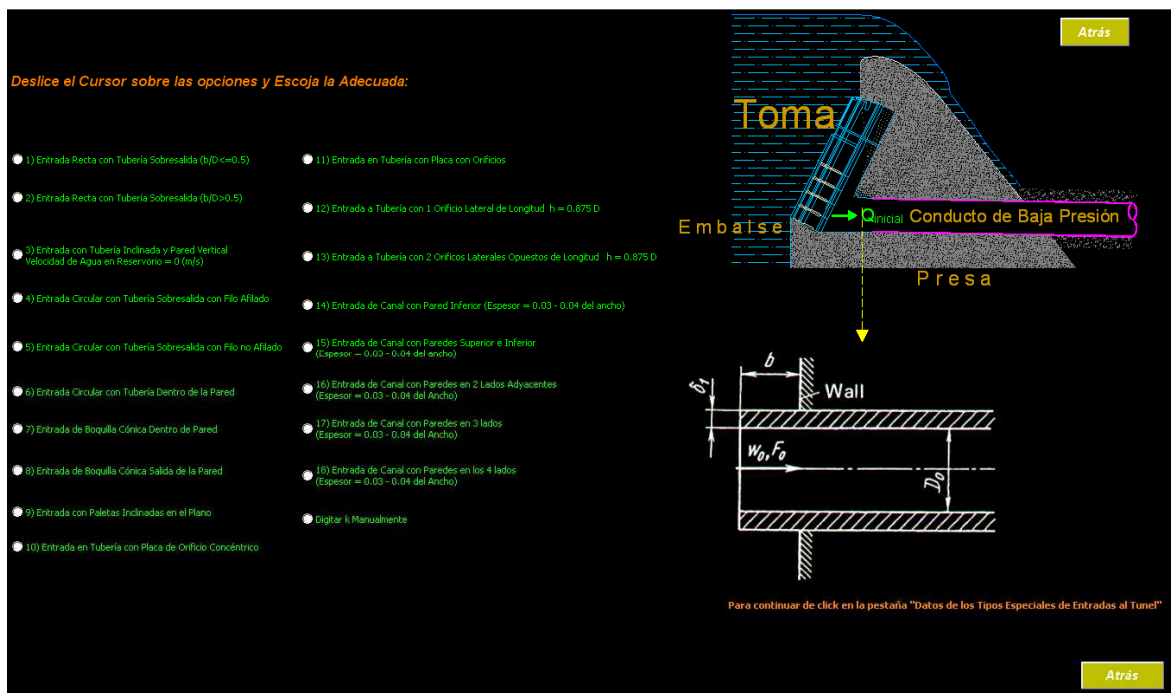 Atrás
Deslice el Cursor sobre las opciones y Escoja la Adecuada:
1) Entrada Recta con Tubería Sobresalida (b/D<=0.5)
2) Entrada Recta con Tubería Sobresalida (b/D>0.5)
3) Entrada con Tubería Inclinada y Pared Vertical
Velocidad de Agua en Reservorio = 0 (m/s)
4) Entrada Circular con Tubería Sobresalida con Filo Afilado
5) Entrada Circular con Tubería Sobresalida con Filo no Afilado
6) Entrada Circular con Tubería Dentro de la Pared
7) Entrada de Boquilla Cónica Dentro de Pared
8) Entrada de Boquilla Cónica Salida de la Pared
9) Entrada con Paletas Inclinadas en el Plano
10) Entrada en Tubería con Placa de Orificio Concéntrico
11) Entrada en Tubería con Placa con Orificios
12) Entrada a Tubería con 1 Orificio Lateral de Longitud h = 0.875 D
13) Entrada a Tubería con 2 Orificos Laterales Opuestos de Longitud h = 0.875 D
14) Entrada de Canal con Pared Inferior (Espesor = 0.03 - 0.04 del ancho)
15) Entrada de Canal con Paredes Superior e Inferior
(Espesor = 0.03 - 0.04 del ancho)
16) Entrada de Canal con Paredes en 2 Lados Adyacentes
(Espesor = 0.03 - 0.04 del Ancho)
17) Entrada de Canal con Paredes en 3 lados
(Espesor = 0.03 - 0.04 del Ancho)
18) Entrada de Canal con Paredes en los 4 lados
(Espesor = 0.03 - 0.04 del Ancho)
Digitar k Manualmente
Toma
Embalse
Qinicial Conducto de Baja Presión
Presa
b
δ1
Wall
w0, F0
D0
Para continuar de click en la pestaña "Datos de los Tipos Especiales de Entradas al Tunel"
Atrás